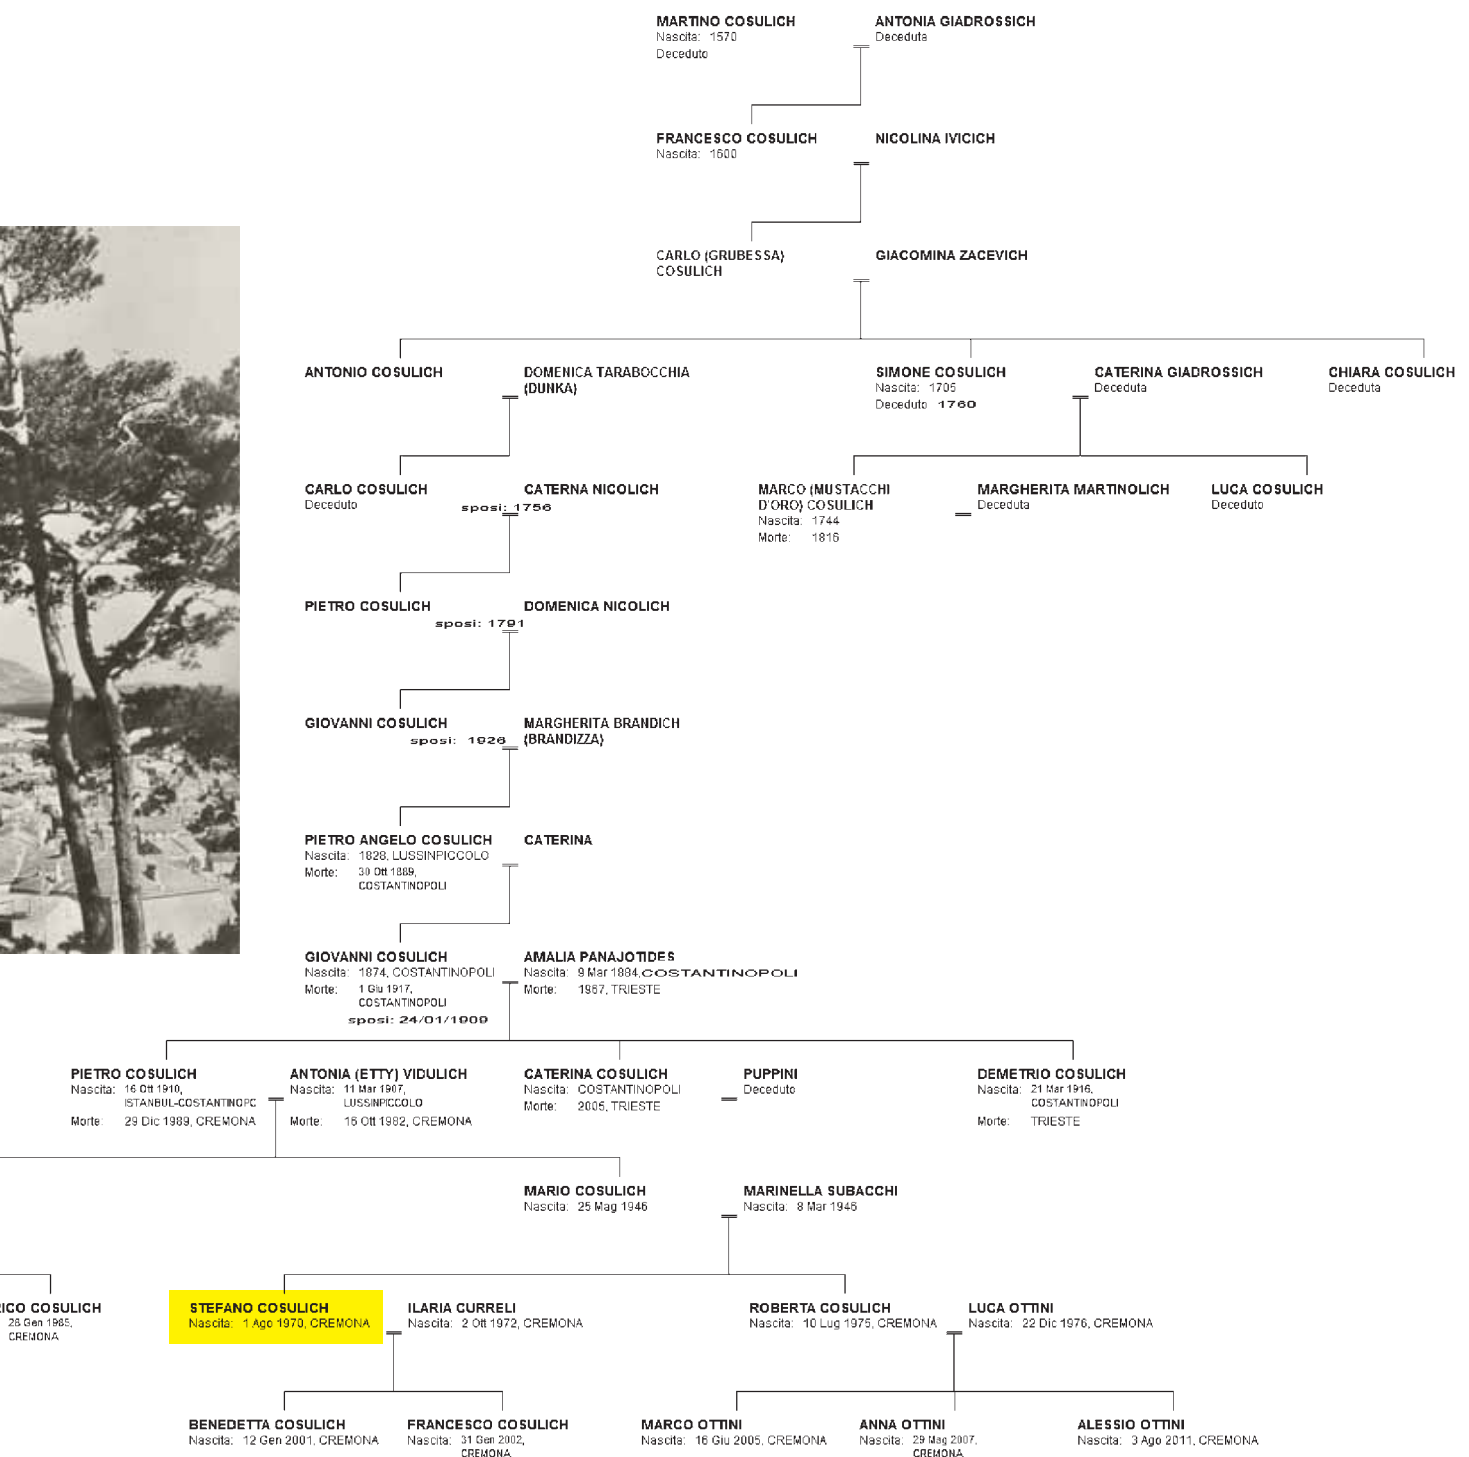 MARTINO COSULICH
Nascita: 1570
Deceduto
ANTONIA GIADROSSICH
Deceduta
FRANCESCO COSULICH
Nascita: 1600
NICOLINA IVICICH
CARLO (GRUBESSA)
COSULICH
GIACOMINA ZACEVICH
ANTONIO COSULICH
DOMENICA TARABOCCHIA
(DUNKA)
SIMONE COSULICH
Nascita: 1705
Deceduto 1760
CATERINA GIADROSSICH
Deceduta
CHIARA COSULICH
Deceduta
CARLO COSULICH
Deceduto
CATERNA NICOLICH
sposi: 1756
MARCO (MUSTACCHI
D'ORO) COSULICH
Nascita: 1744
Morte: 1816
MARGHERITA MARTINOLICH
Deceduta
LUCA COSULICH
Deceduto
PIETRO COSULICH
DOMENICA NICOLICH
sposi: 1791
GIOVANNI COSULICH
MARGHERITA BRANDICH
(BRANDIZZA)
sposi: 1926
PIETRO ANGELO COSULICH
Nascita: 1828, LUSSINPICCOLO
Morte: 30 Ott 1889,
COSTANTINOPOLI
CATERINA
GIOVANNI COSULICH
Nascita: 1874, COSTANTINOPOLI
Morte: 1 Giu 1917,
COSTANTINOPOLI
AMALIA PANAJOTIDES
Nascita: 9 Mar 1884,COSTANTINOPOLI
Morte: 1967, TRIESTE
sposi: 24/01/1909
PIETRO COSULICH
Nascita: 16 Ott 1910,
ISTANBUL-COSTANTINOPC
Morte: 29 Dic 1989, CREMONA
ANTONIA (ETTY) VIDULICH
Nascita: 11 Mar 1907,
LUSSINPICCOLO
Morte: 16 Ott 1982, CREMONA
CATERINA COSULICH
Nascita: COSTANTINOPOLI
Morte: 2005, TRIESTE
PUPPINI
Deceduto
DEMETRIO COSULICH
Nascita: 21 Mar 1916,
COSTANTINOPOLI
Morte: TRIESTE
MARIO COSULICH
Nascita: 25 Mag 1946
MARINELLA SUBACCHI
Nascita: 8 Mar 1946
RICO COSULICH
28 Gen 1985,
CREMONA
STEFANO COSULICH
Nascita: 1 Ago 1970, CREMONA
ILARIA CURRELI
Nascita: 2 Ott 1972, CREMONA
ROBERTA COSULICH
Nascita: 10 Lug 1975, CREMONA
LUCA OTTINI
Nascita: 22 Dic 1976, CREMONA
BENEDETTA COSULICH
Nascita: 12 Gen 2001, CREMONA
FRANCESCO COSULICH
Nascita: 31 Gen 2002,
CREMONA
MARCO OTTINI
Nascita: 16 Giu 2005, CREMONA
ANNA OTTINI
Nascita: 29 Mag 2007,
CREMONA
ALESSIO OTTINI
Nascita: 3 Ago 2011, CREMONA